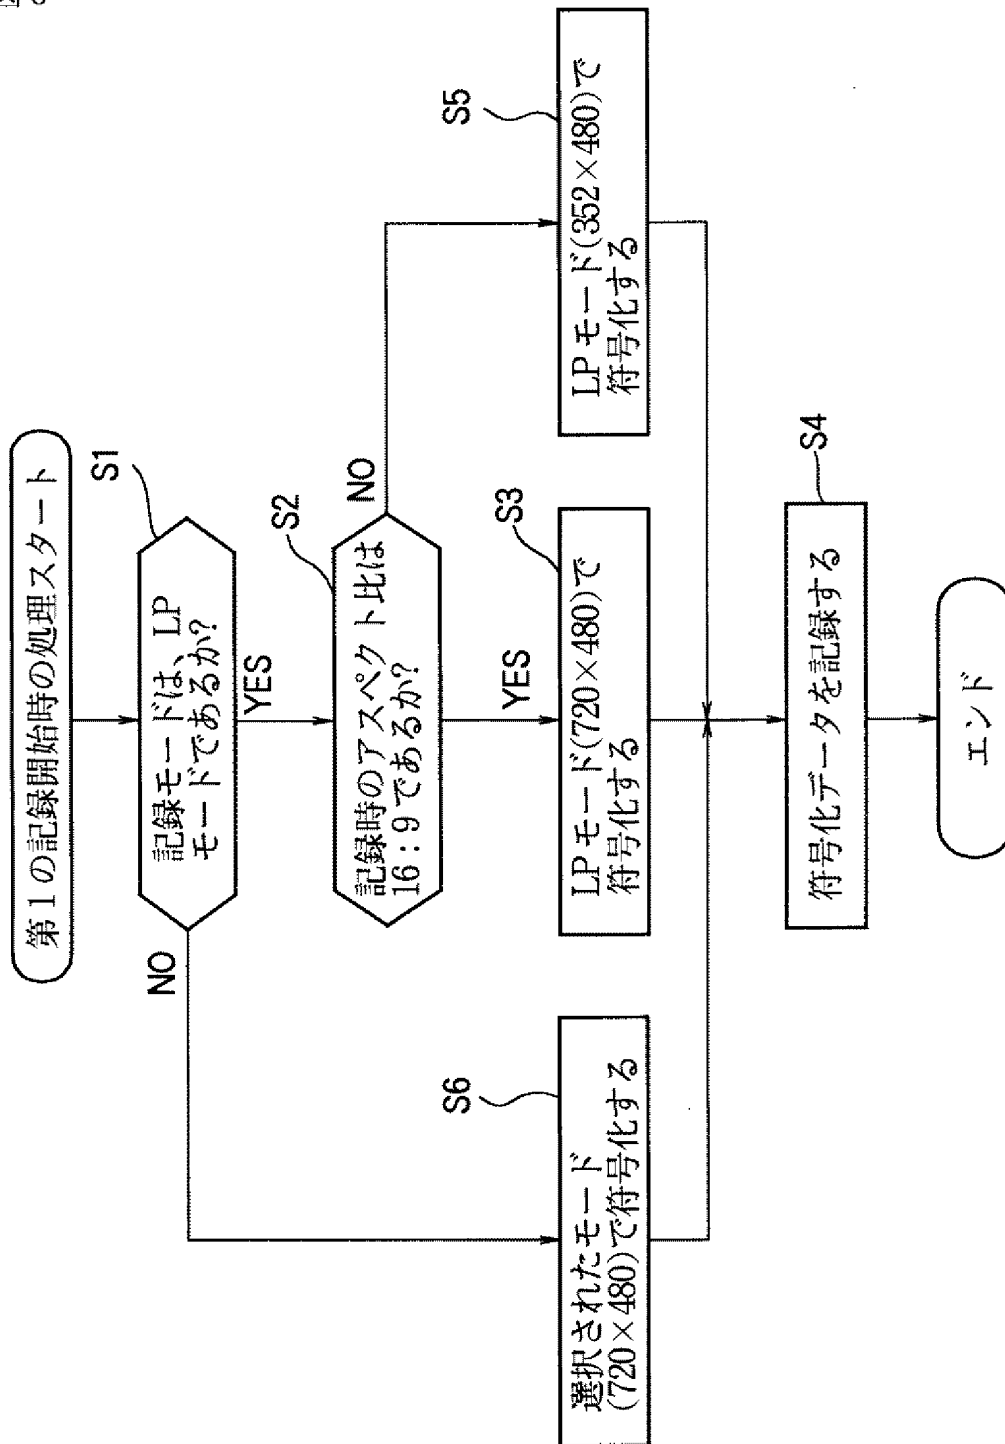 第1の記録開始時の処理スタート
S1
記録モードは、LP
モードであるか?
NO
YES
S2
記録時のアスペクト比は
16:9であるか?
NO
YES
S3
LPモード(720×480)で
符号化する
S5
LPモード(352×480)で
符号化する
S6
選択されたモード
(720×480)で符号化する
S4
符号化データを記録する
エンド